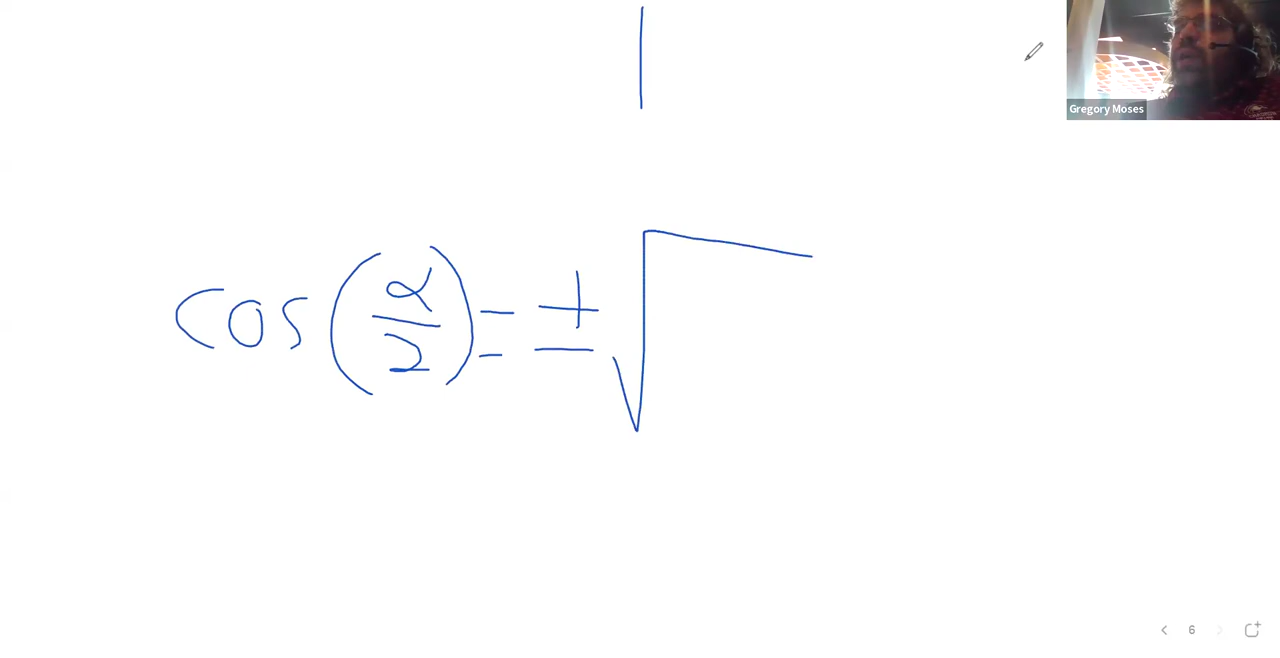 Gregory Moses
cos(α/2) = ±√
6